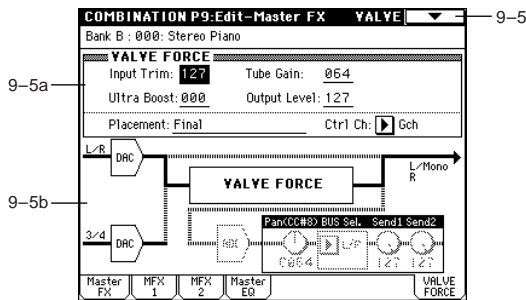 COMBINATION P9:Edit-Master FX VALVE
9–5
Bank B : 000: Stereo Piano
VALVE FORCE
Input Trim: 127 Tube Gain: 064
9–5a
Ultra Boost: 000 Output Level: 127
Placement: Final Ctrl Ch: Gch
L/R DAC
L/Mono
R
VALVE FORCE
9–5b
Pan(CC#8) BUS Sel. Send1 Send2
3/4 DAC ADC L/R
C064 127 127
Master FX MFX 1 MFX 2 Master EQ VALVE FORCE